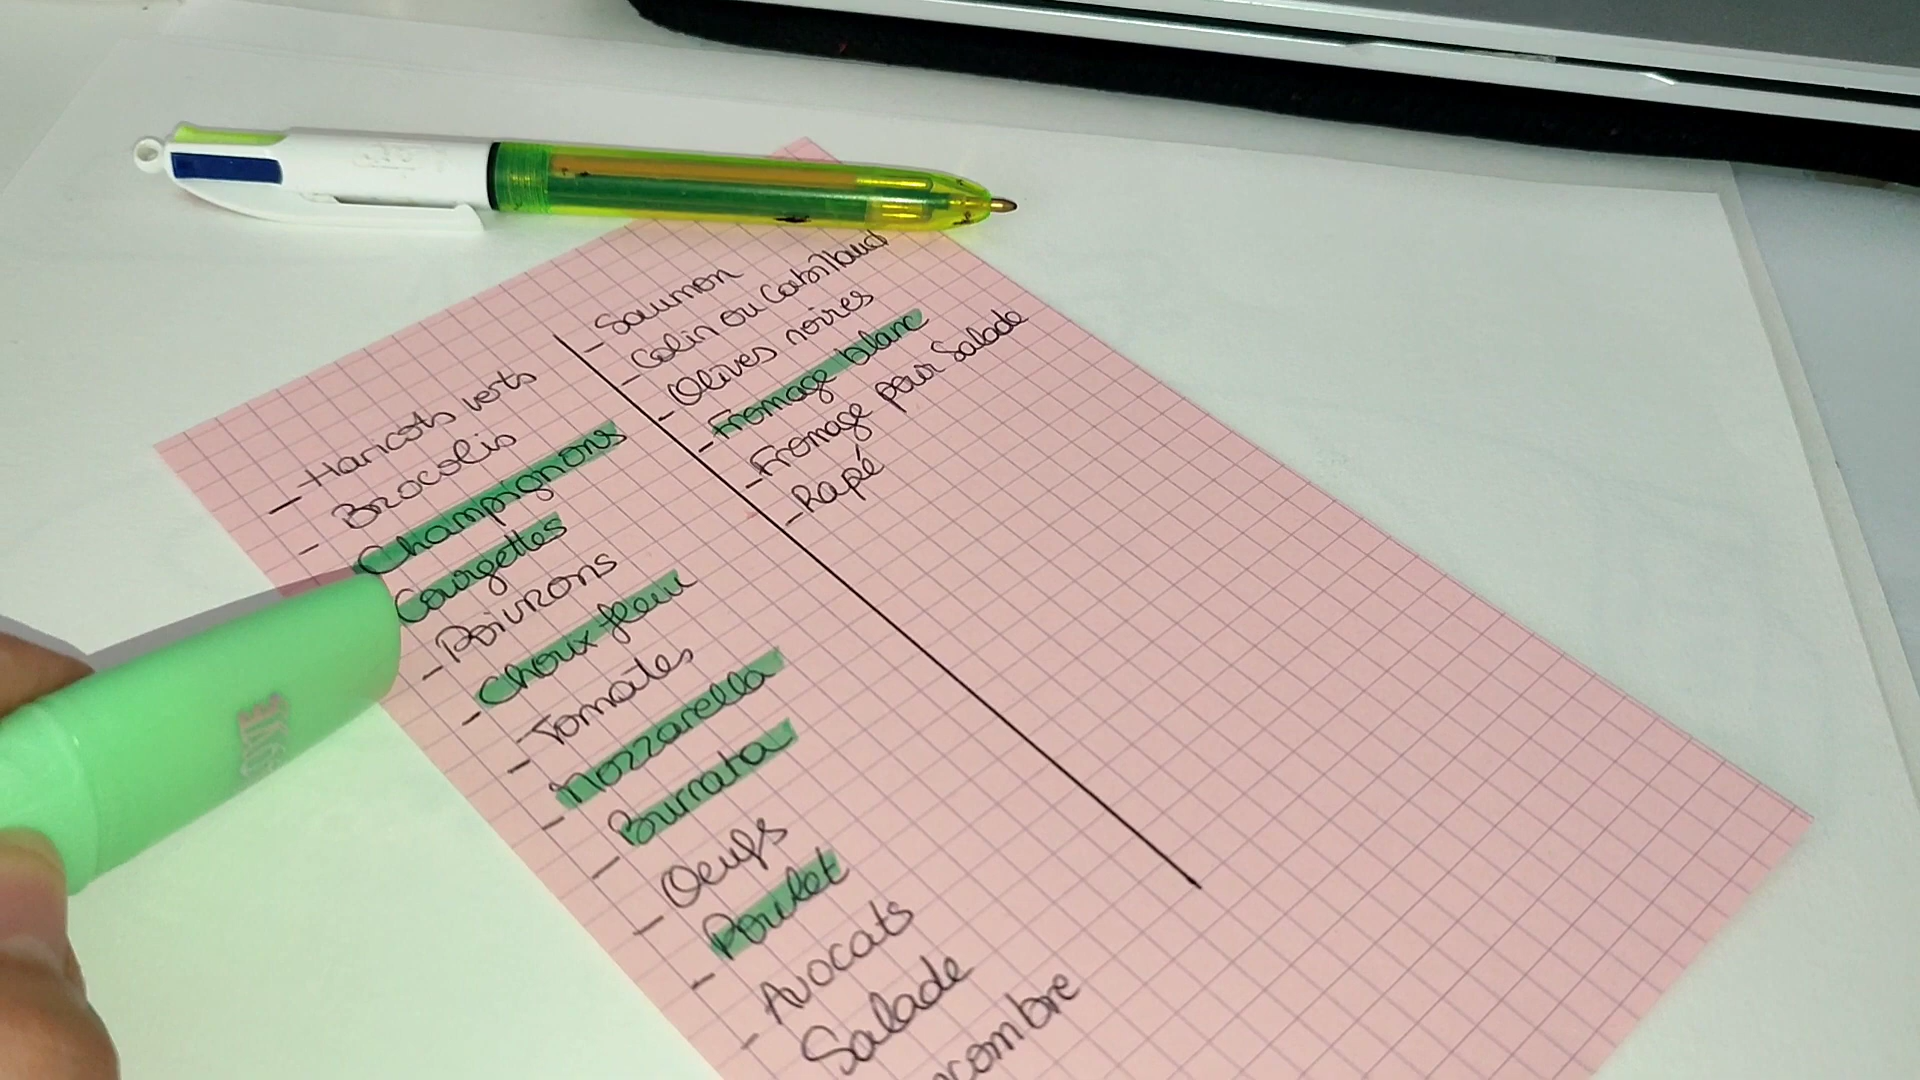 - Haricots verts
- Brocolis
Champignons
Courgettes
- Poivrons
- Choux fleur
- Tomates
- Mozzarella
- Burrata
- Oeufs
- Poulet
- Avocats
Salade
- Saumon
- Colin ou Cabillaud
- Olives noires
- Fromage blanc
- Fromage pour Salade
- Rapé